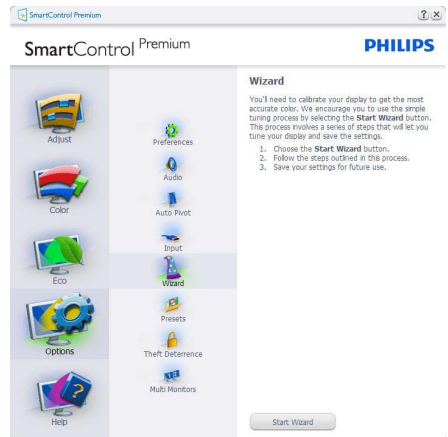 SmartControl Premium
SmartControl Premium
PHILIPS
Adjust
Color
Eco
Options
Help
Preferences
Audio
Auto Pivot
Input
Wizard
Presets
Theft Deterrence
Multi Monitors
Wizard
You'll need to calibrate your display to get the most
accurate color. We encourage you to use the simple
tuning process by selecting the Start Wizard button.
This process involves a series of steps that will let you
tune your display and save the settings.
1. Choose the Start Wizard button.
2. Follow the steps outlined in this process.
3. Save your settings for future use.
Start Wizard